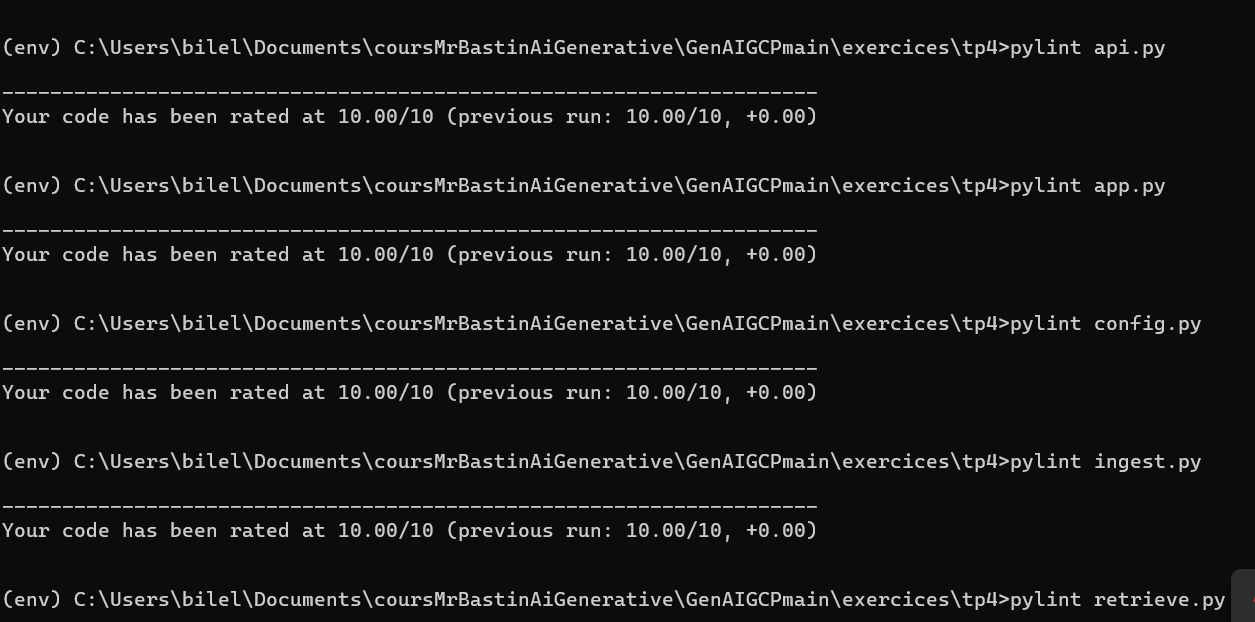 (env) C:\Users\bilel\Documents\coursMrBastinAiGenerative\GenAIGCPmain\exercices\tp4>pylint api.py
--------------------------------------------------------------------
Your code has been rated at 10.00/10 (previous run: 10.00/10, +0.00)
(env) C:\Users\bilel\Documents\coursMrBastinAiGenerative\GenAIGCPmain\exercices\tp4>pylint app.py
--------------------------------------------------------------------
Your code has been rated at 10.00/10 (previous run: 10.00/10, +0.00)
(env) C:\Users\bilel\Documents\coursMrBastinAiGenerative\GenAIGCPmain\exercices\tp4>pylint config.py
--------------------------------------------------------------------
Your code has been rated at 10.00/10 (previous run: 10.00/10, +0.00)
(env) C:\Users\bilel\Documents\coursMrBastinAiGenerative\GenAIGCPmain\exercices\tp4>pylint ingest.py
--------------------------------------------------------------------
Your code has been rated at 10.00/10 (previous run: 10.00/10, +0.00)
(env) C:\Users\bilel\Documents\coursMrBastinAiGenerative\GenAIGCPmain\exercices\tp4>pylint retrieve.py